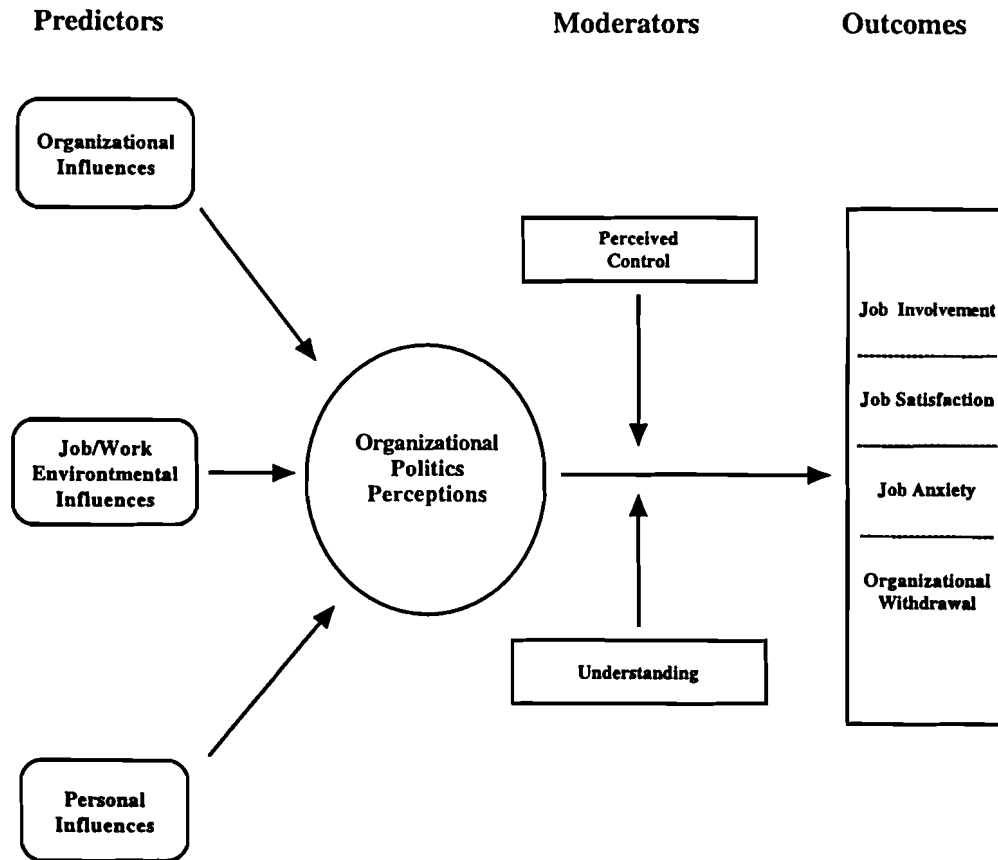 Predictors
Moderators
Outcomes
Organizational
Influences
Perceived
Control
Job Involvement
Job Satisfaction
Organizational
Politics
Perceptions
Job/Work
Environtmental
Influences
Job Anxiety
Organizational
Withdrawal
Understanding
Personal
Influences